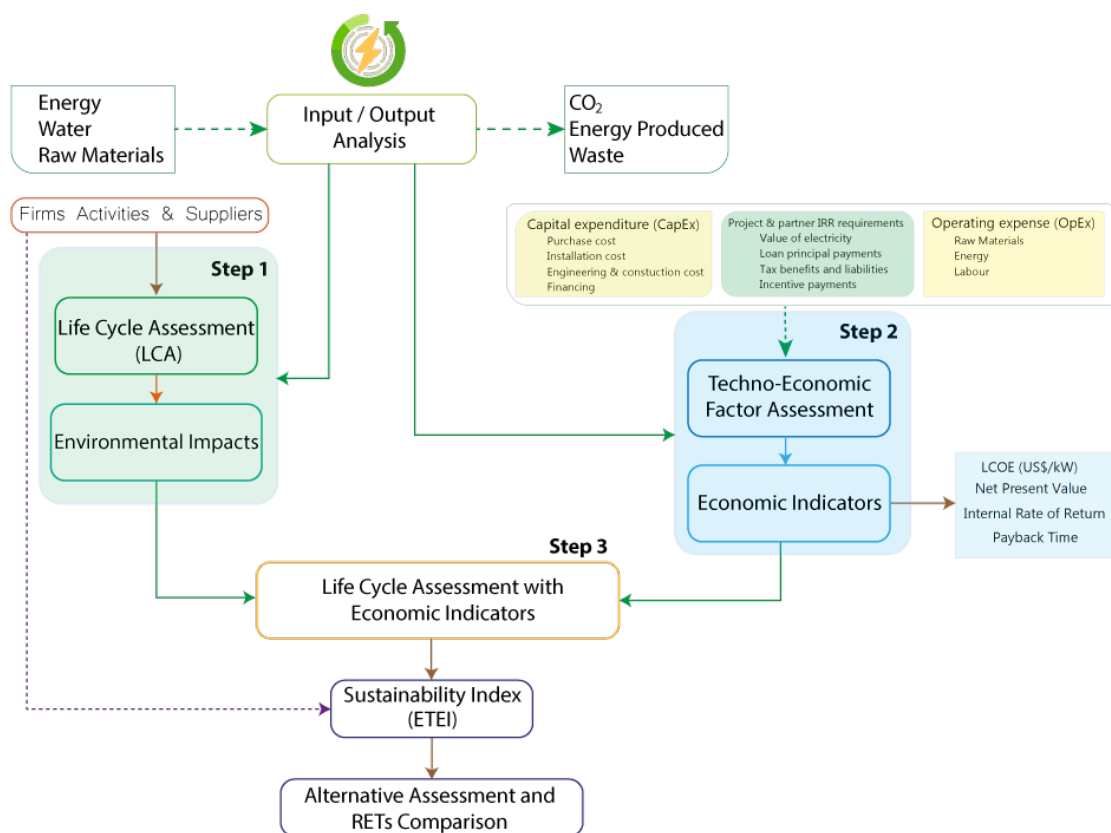 Energy
Water
Raw Materials
Input / Output
Analysis
CO₂
Energy Produced
Waste
Firms Activities & Suppliers
Capital expenditure (CapEx)
Purchase cost
Installation cost
Engineering & constuction cost
Financing
Project & partner IRR requirements
Value of electricity
Loan principal payments
Tax benefits and liabilities
Incentive payments
Operating expense (OpEx)
Raw Materials
Energy
Labour
Step 1
Life Cycle Assessment
(LCA)
Environmental Impacts
Step 2
Techno-Economic
Factor Assessment
Economic Indicators
LCOE (US$/kW)
Net Present Value
Internal Rate of Return
Payback Time
Step 3
Life Cycle Assessment with
Economic Indicators
Sustainability Index
(ETEI)
Alternative Assessment and
RETs Comparison